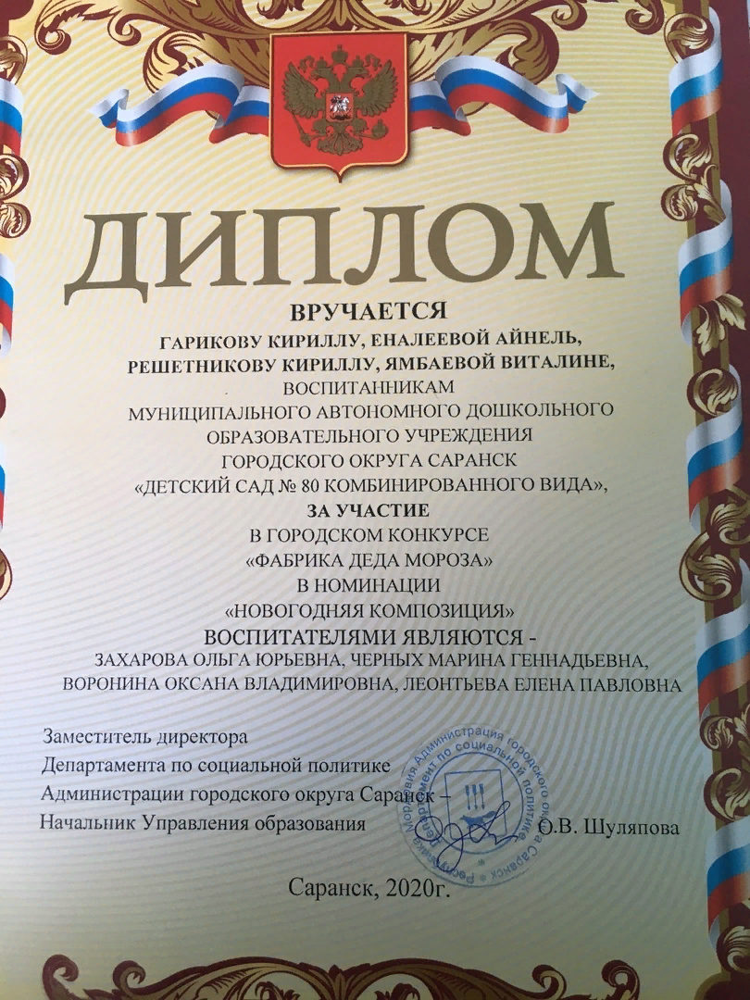 ДИПЛОМ
ВРУЧАЕТСЯ
ГАРИКОВУ КИРИЛЛУ, ЕНАЛЕЕВОЙ АЙНЕЛЬ,
РЕШЕТНИКОВУ КИРИЛЛУ, ЯМБАЕВОЙ ВИТАЛИНЕ,
ВОСПИТАННИКАМ
МУНИЦИПАЛЬНОГО АВТОНОМНОГО ДОШКОЛЬНОГО
ОБРАЗОВАТЕЛЬНОГО УЧРЕЖДЕНИЯ
ГОРОДСКОГО ОКРУГА САРАНСК
«ДЕТСКИЙ САД № 80 КОМБИНИРОВАННОГО ВИДА»,
ЗА УЧАСТИЕ
В ГОРОДСКОМ КОНКУРСЕ
«ФАБРИКА ДЕДА МОРОЗА»
В НОМИНАЦИИ
«НОВОГОДНЯЯ КОМПОЗИЦИЯ»
ВОСПИТАТЕЛЯМИ ЯВЛЯЮТСЯ -
ЗАХАРОВА ОЛЬГА ЮРЬЕВНА, ЧЕРНЫХ МАРИНА ГЕННАДЬЕВНА,
ВОРОНИНА ОКСАНА ВЛАДИМИРОВНА, ЛЕОНТЬЕВА ЕЛЕНА ПАВЛОВНА
Заместитель директора
Департамента по социальной политике
Администрации городского округа Саранск –
Начальник Управления образования О.В. Шуляпова
Республика Мордовия Администрация городского округа Саранск
Департамент по социальной политике
Саранск, 2020г.